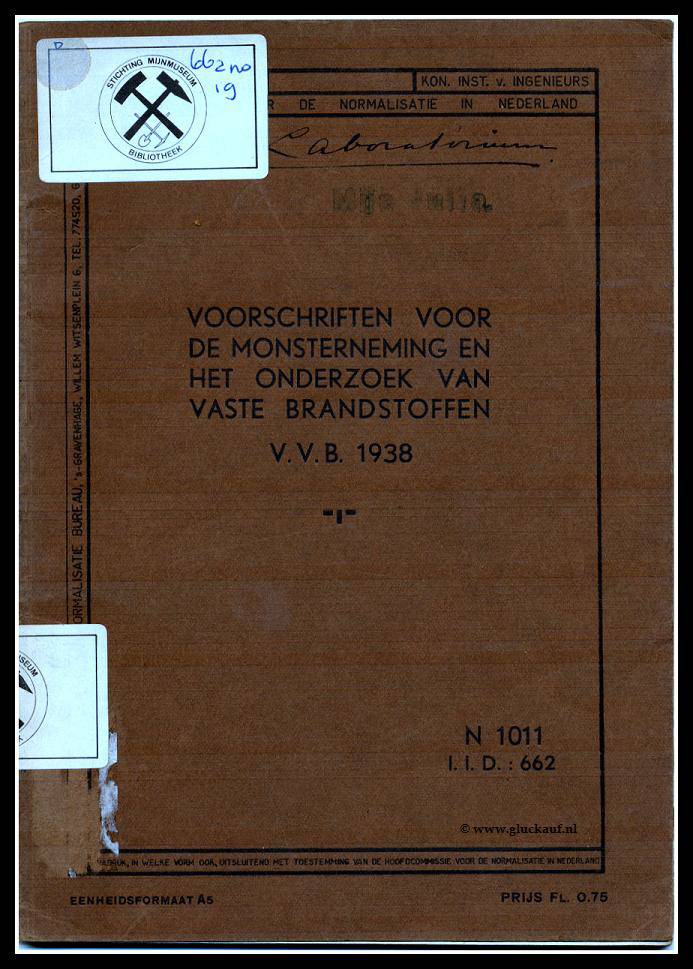 662 no
19
STICHTING MIJNMUSEUM
BIBLIOTHEEK
KON. INST. v. INGENIEURS
DE NORMALISATIE IN NEDERLAND
Laboratorium
VOORSCHRIFTEN VOOR
DE MONSTERNEMING EN
HET ONDERZOEK VAN
VASTE BRANDSTOFFEN
V.V.B. 1938
ORMALISATIE BUREAU, 's-GRAVENHAGE, WILLEM WITSENPLEIN 6, TEL. 774520, G
N 1011
I. I. D. : 662
© www.gluckauf.nl
DRUK, IN WELKE VORM OOK, UITSLUITEND MET TOESTEMMING VAN DE HOOFDCOMMISSIE VOOR DE NORMALISATIE IN NEDERLAND
EENHEIDSFORMAAT A5
PRIJS FL. 0.75